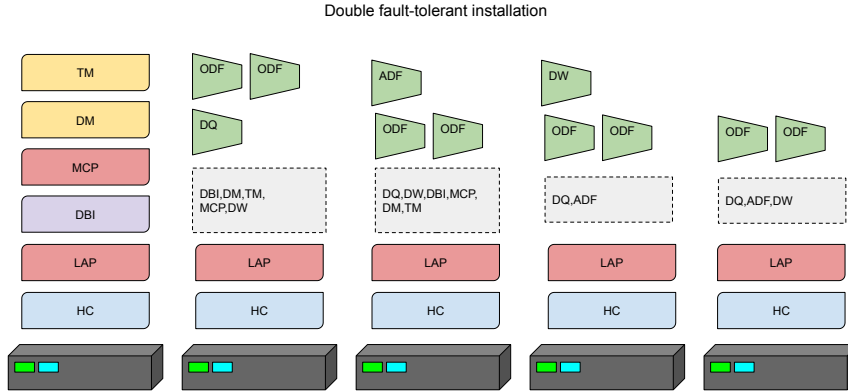 Double fault-tolerant installation
TM
ODF
ODF
ADF
DW
DM
DQ
ODF
ODF
ODF
ODF
ODF
ODF
MCP
DBI,DM,TM,
MCP,DW
DQ,DW,DBI,MCP,
DM,TM
DQ,ADF
DQ,ADF,DW
DBI
LAP
LAP
LAP
LAP
LAP
HC
HC
HC
HC
HC